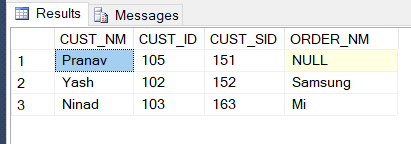 Results Messages
CUST_NM CUST_ID CUST_SID ORDER_NM
1 Pranav 105 151 NULL
2 Yash 102 152 Samsung
3 Ninad 103 163 Mi